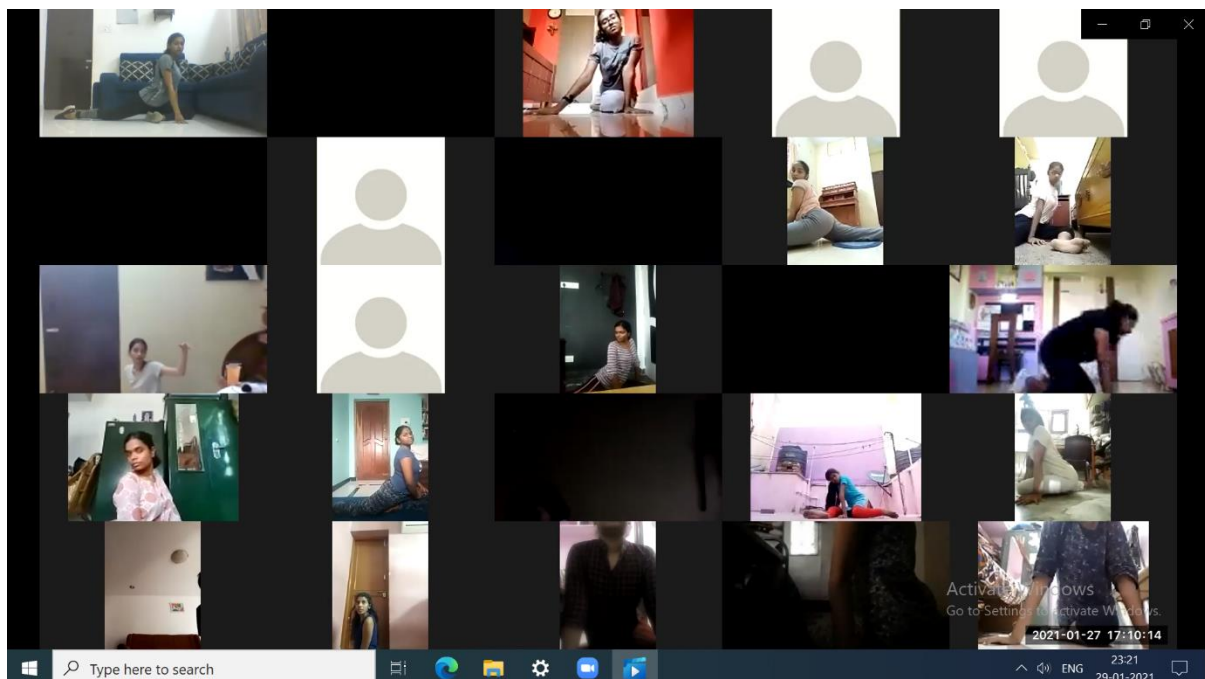 Activate Windows
Go to Settings to activate Windows.
2021-01-27 17:10:14
Type here to search
ENG
23:21
29-01-2021